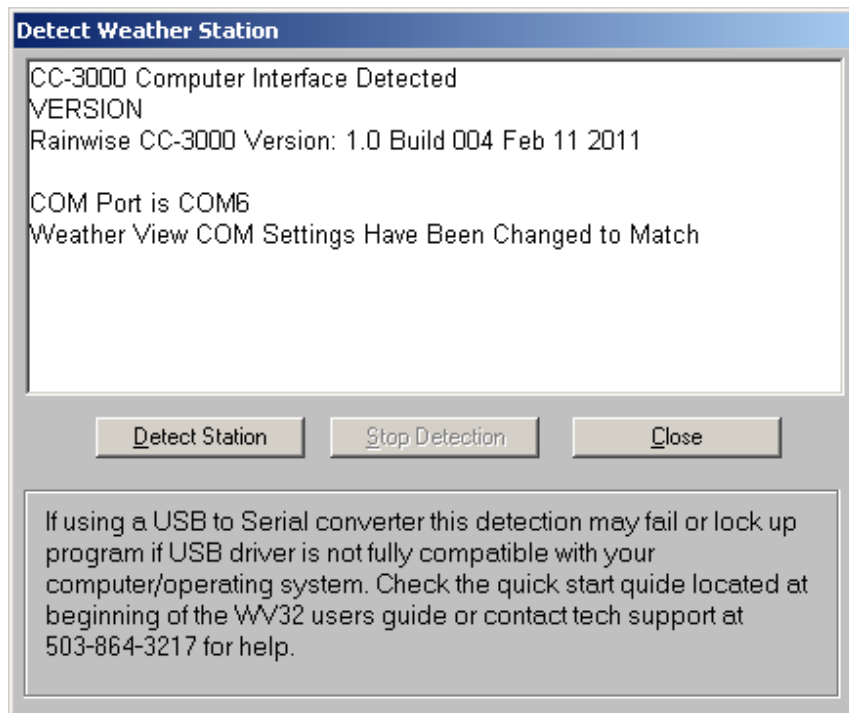 Detect Weather Station
CC-3000 Computer Interface Detected
VERSION
Rainwise CC-3000 Version: 1.0 Build 004 Feb 11 2011
COM Port is COM6
Weather View COM Settings Have Been Changed to Match
Detect Station Stop Detection Close
If using a USB to Serial converter this detection may fail or lock up
program if USB driver is not fully compatible with your
computer/operating system. Check the quick start quide located at
beginning of the WV32 users guide or contact tech support at
503-864-3217 for help.